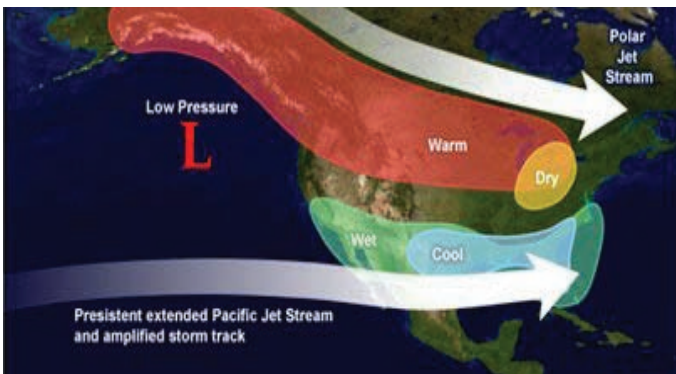 Polar
Jet
Stream
Low Pressure
L
Warm
Dry
Wet
Cool
Presistent extended Pacific Jet Stream
and amplified storm track